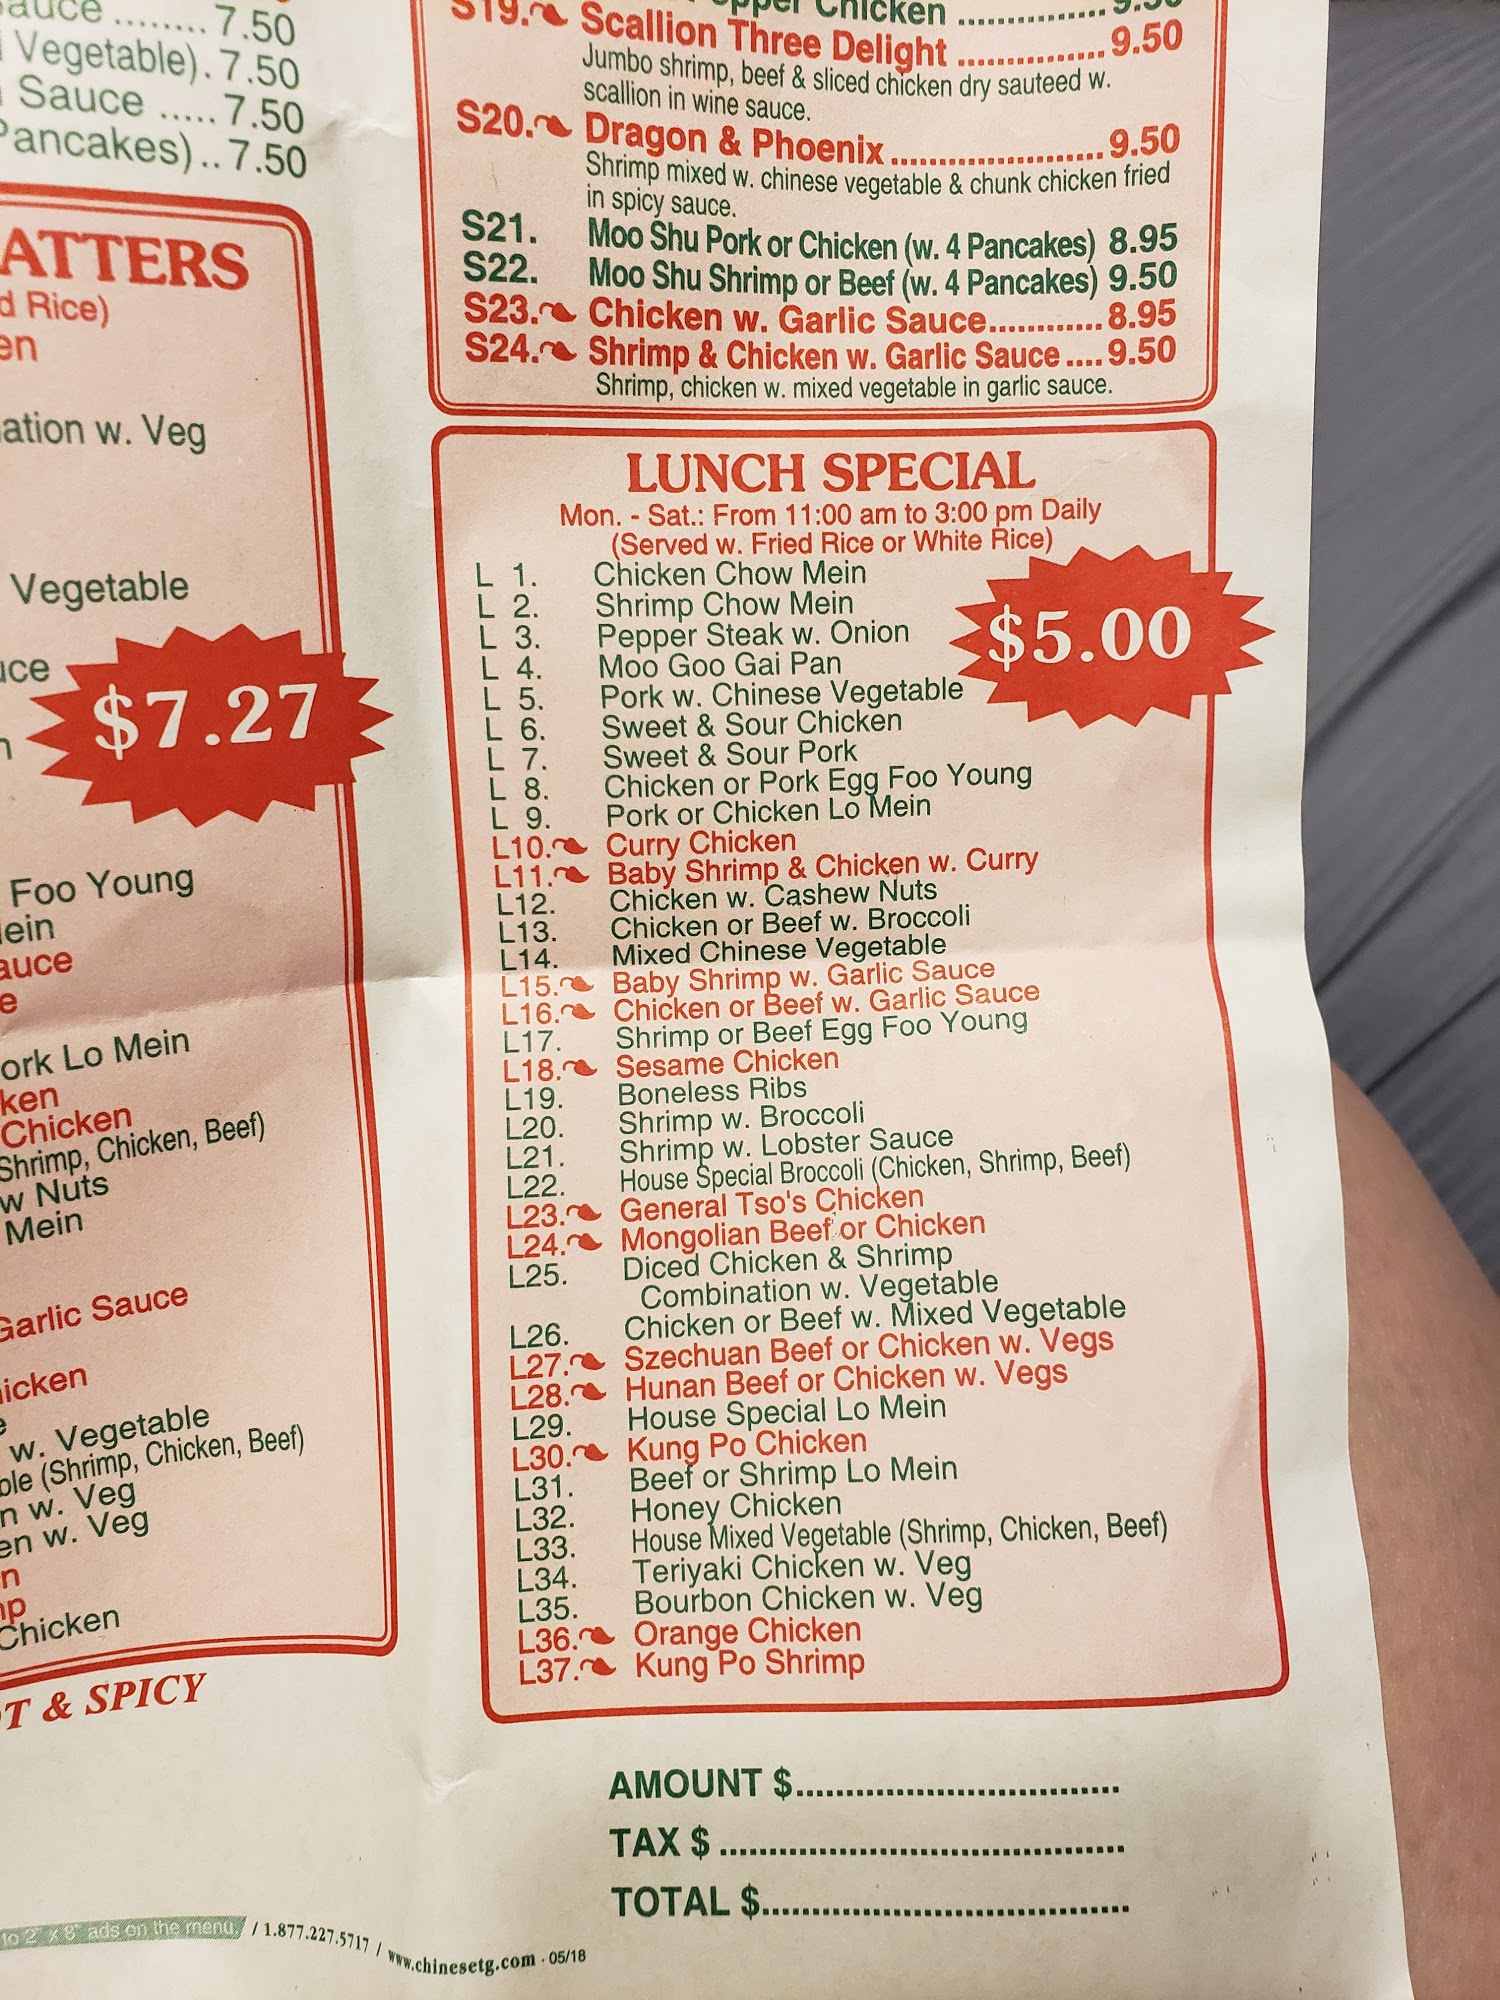 7.50
Vegetable). 7.50
Sauce ..... 7.50
Pancakes) .. 7.50
ATTERS
d Rice)
en
ation w. Veg
Vegetable
uce
$7.27
Foo Young
ein
auce
e
ork Lo Mein
ken
Chicken
Shrimp, Chicken, Beef)
w Nuts
Mein
Garlic Sauce
icken
w. Vegetable
ble (Shrimp, Chicken, Beef)
n w. Veg
en w. Veg
n
mp
Chicken
T & SPICY
Chicken ............... 9.50
S19. Scallion Three Delight ............... 9.50
Jumbo shrimp, beef & sliced chicken dry sauteed w.
scallion in wine sauce.
S20. Dragon & Phoenix...................... 9.50
Shrimp mixed w. chinese vegetable & chunk chicken fried
in spicy sauce.
S21. Moo Shu Pork or Chicken (w. 4 Pancakes) 8.95
S22. Moo Shu Shrimp or Beef (w. 4 Pancakes) 9.50
S23. Chicken w. Garlic Sauce............ 8.95
S24. Shrimp & Chicken w. Garlic Sauce .... 9.50
Shrimp, chicken w. mixed vegetable in garlic sauce.
LUNCH SPECIAL
Mon. - Sat.: From 11:00 am to 3:00 pm Daily
(Served w. Fried Rice or White Rice)
$5.00
L 1. Chicken Chow Mein
L 2. Shrimp Chow Mein
L 3. Pepper Steak w. Onion
L 4. Moo Goo Gai Pan
L 5. Pork w. Chinese Vegetable
L 6. Sweet & Sour Chicken
L 7. Sweet & Sour Pork
L 8. Chicken or Pork Egg Foo Young
L 9. Pork or Chicken Lo Mein
L10. Curry Chicken
L11. Baby Shrimp & Chicken w. Curry
L12. Chicken w. Cashew Nuts
L13. Chicken or Beef w. Broccoli
L14. Mixed Chinese Vegetable
L15. Baby Shrimp w. Garlic Sauce
L16. Chicken or Beef w. Garlic Sauce
L17. Shrimp or Beef Egg Foo Young
L18. Sesame Chicken
L19. Boneless Ribs
L20. Shrimp w. Broccoli
L21. Shrimp w. Lobster Sauce
L22. House Special Broccoli (Chicken, Shrimp, Beef)
L23. General Tso's Chicken
L24. Mongolian Beef or Chicken
L25. Diced Chicken & Shrimp
Combination w. Vegetable
L26. Chicken or Beef w. Mixed Vegetable
L27. Szechuan Beef or Chicken w. Vegs
L28. Hunan Beef or Chicken w. Vegs
L29. House Special Lo Mein
L30. Kung Po Chicken
L31. Beef or Shrimp Lo Mein
L32. Honey Chicken
L33. House Mixed Vegetable (Shrimp, Chicken, Beef)
L34. Teriyaki Chicken w. Veg
L35. Bourbon Chicken w. Veg
L36. Orange Chicken
L37. Kung Po Shrimp
AMOUNT $.................................
TAX $ .........................................
TOTAL $.....................................
to 2" x 8" ads on the menu. / 1.877.227.5717 / www.chinesetg.com · 05/18